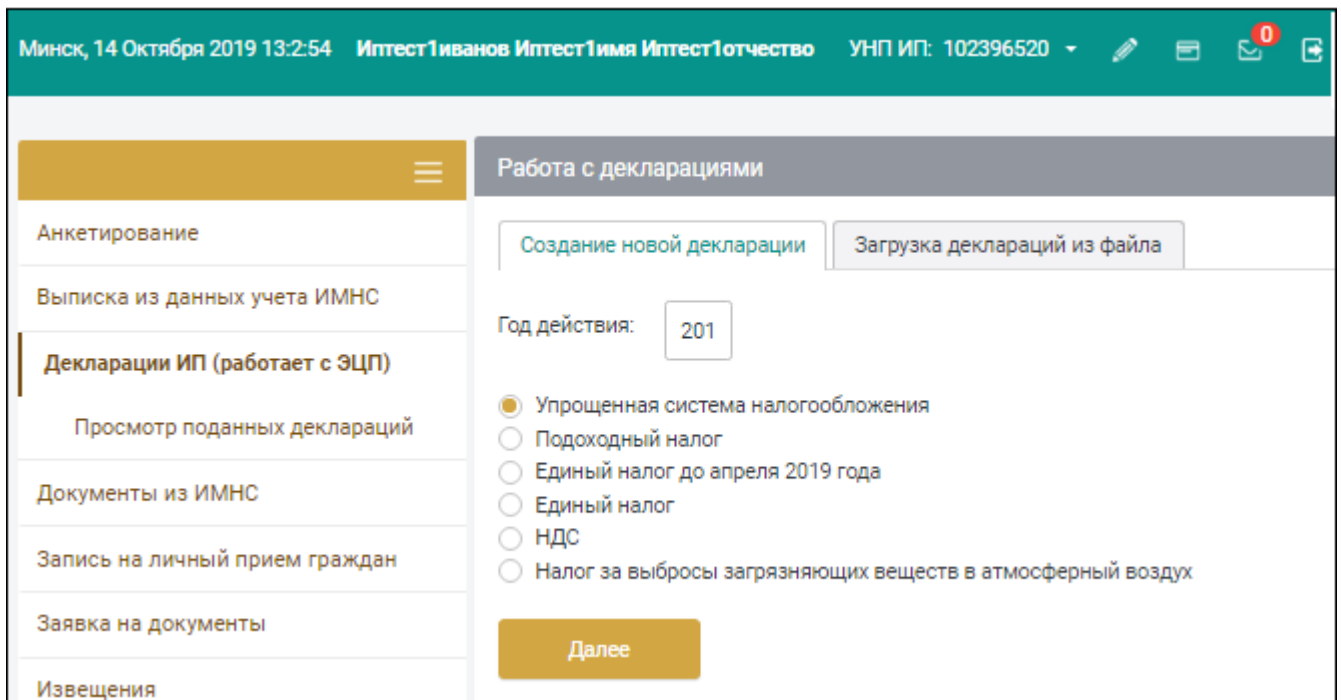 Минск, 14 Октября 2019 13:2:54 Иптест1иванов Иптест1имя Иптест1отчество УНП ИП: 102396520 0
Анкетирование
Выписка из данных учета ИМНС
Декларации ИП (работает с ЭЦП)
Просмотр поданных деклараций
Документы из ИМНС
Запись на личный прием граждан
Заявка на документы
Извещения
Работа с декларациями
Создание новой декларации Загрузка деклараций из файла
Год действия: 201
Упрощенная система налогообложения
Подоходный налог
Единый налог до апреля 2019 года
Единый налог
НДС
Налог за выбросы загрязняющих веществ в атмосферный воздух
Далее